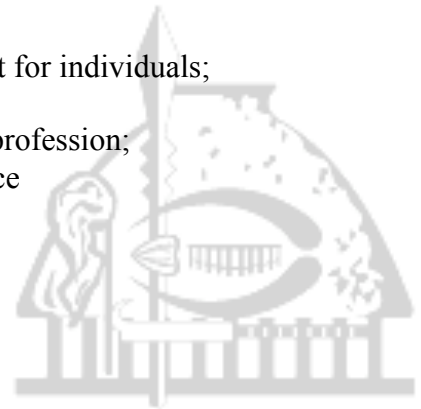 t for individuals;
profession;
ce